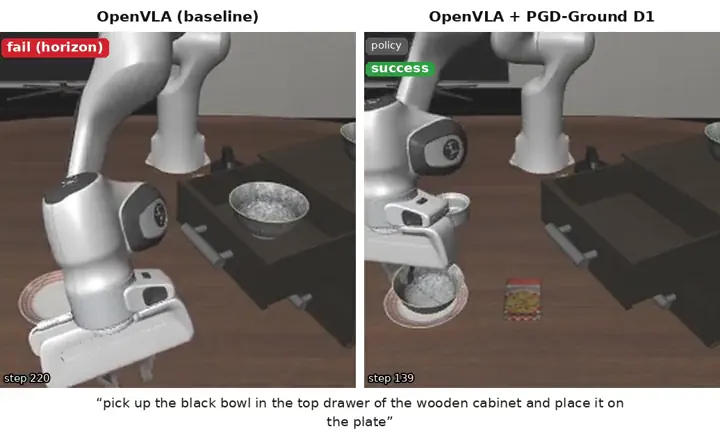 OpenVLA (baseline)
OpenVLA + PGD-Ground D1
fail (horizon)
policy
success
step 220
step 139
“pick up the black bowl in the top drawer of the wooden cabinet and place it on
the plate”